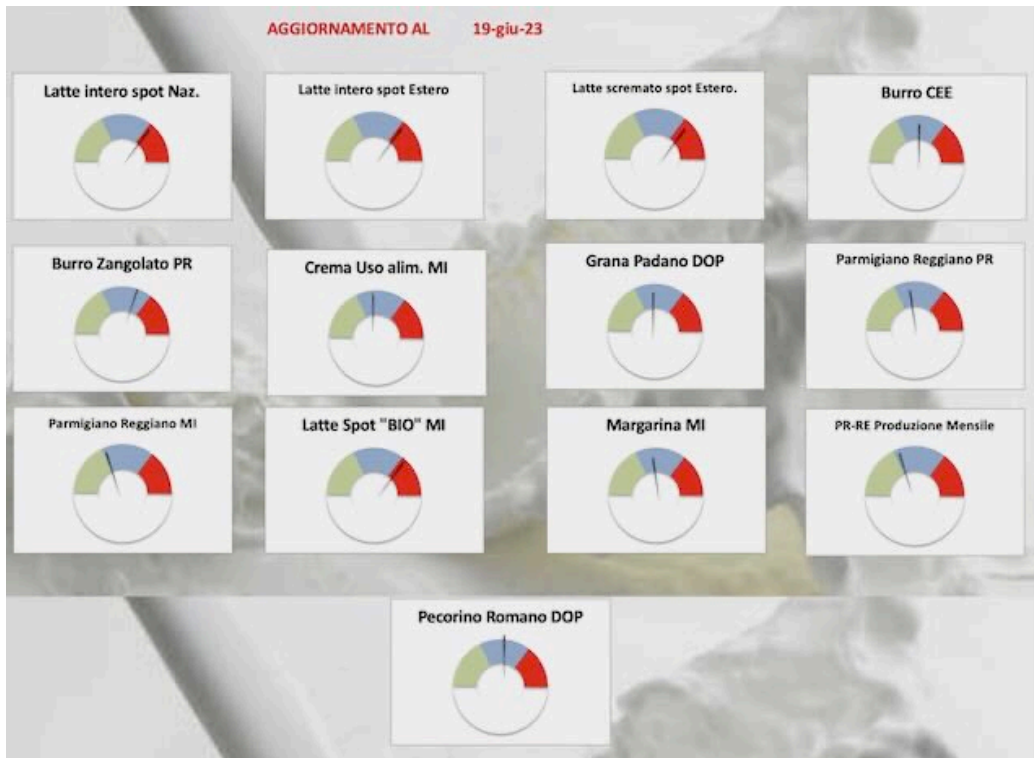 AGGIORNAMENTO AL 19-giu-23
Latte intero spot Naz.
Latte intero spot Estero
Latte scremato spot Estero.
Burro CEE
Burro Zangolato PR
Crema Uso alim. MI
Grana Padano DOP
Parmigiano Reggiano PR
Parmigiano Reggiano MI
Latte Spot "BIO" MI
Margarina MI
PR-RE Produzione Mensile
Pecorino Romano DOP